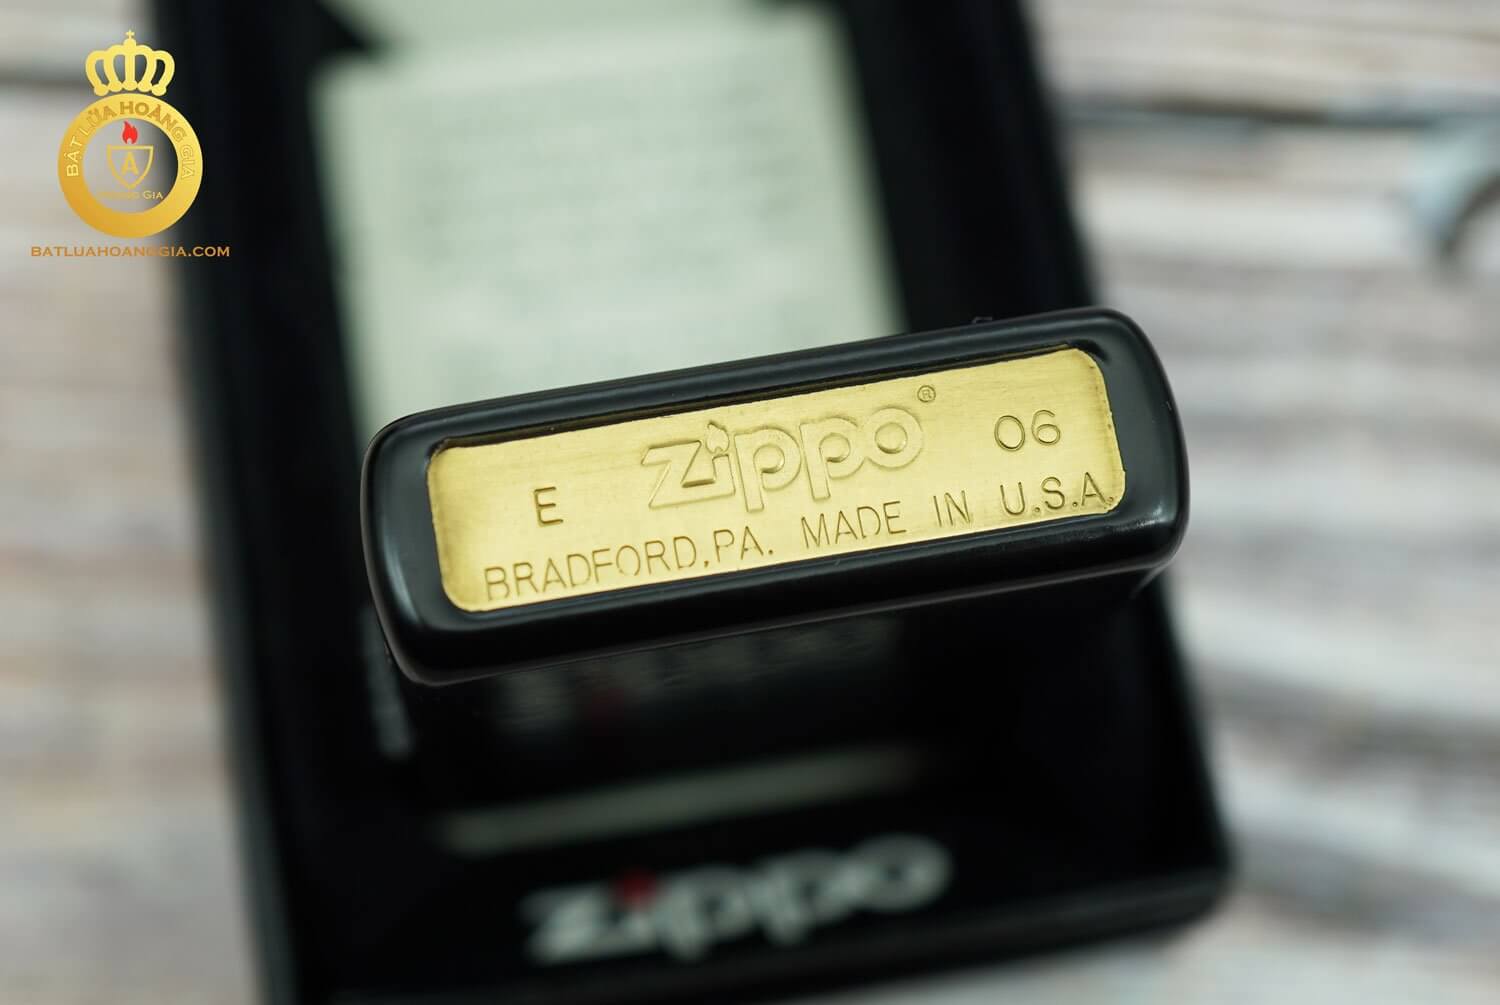 BẬT LỬA HOÀNG GIA
A
BATLUAHOANGGIA.COM
Zippo®
E
06
BRADFORD,PA. MADE IN U.S.A.
Zippo